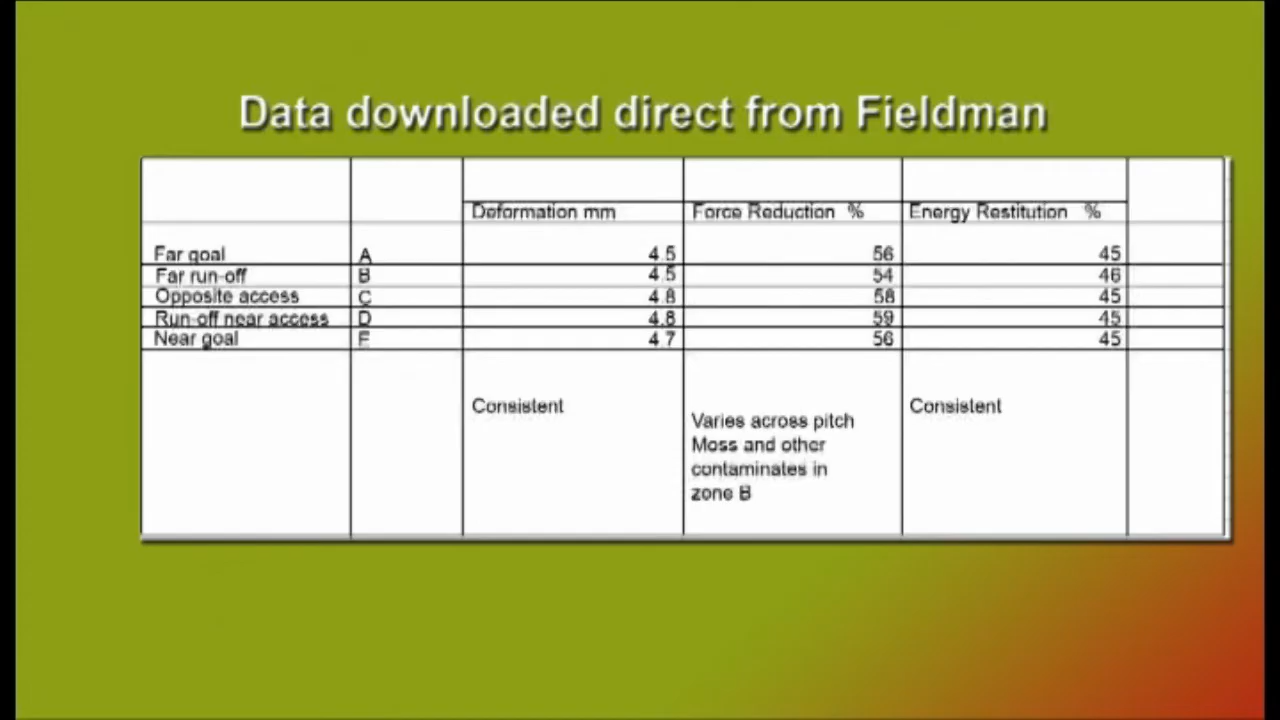 Data downloaded direct from Fieldman
Deformation mm Force Reduction % Energy Restitution %
Far goal A 4.5 56 45
Far run-off B 4.5 54 46
Opposite access C 4.8 58 45
Run-off near access D 4.8 59 45
Near goal E 4.7 56 45
Consistent Consistent
Varies across pitch
Moss and other
contaminates in
zone B